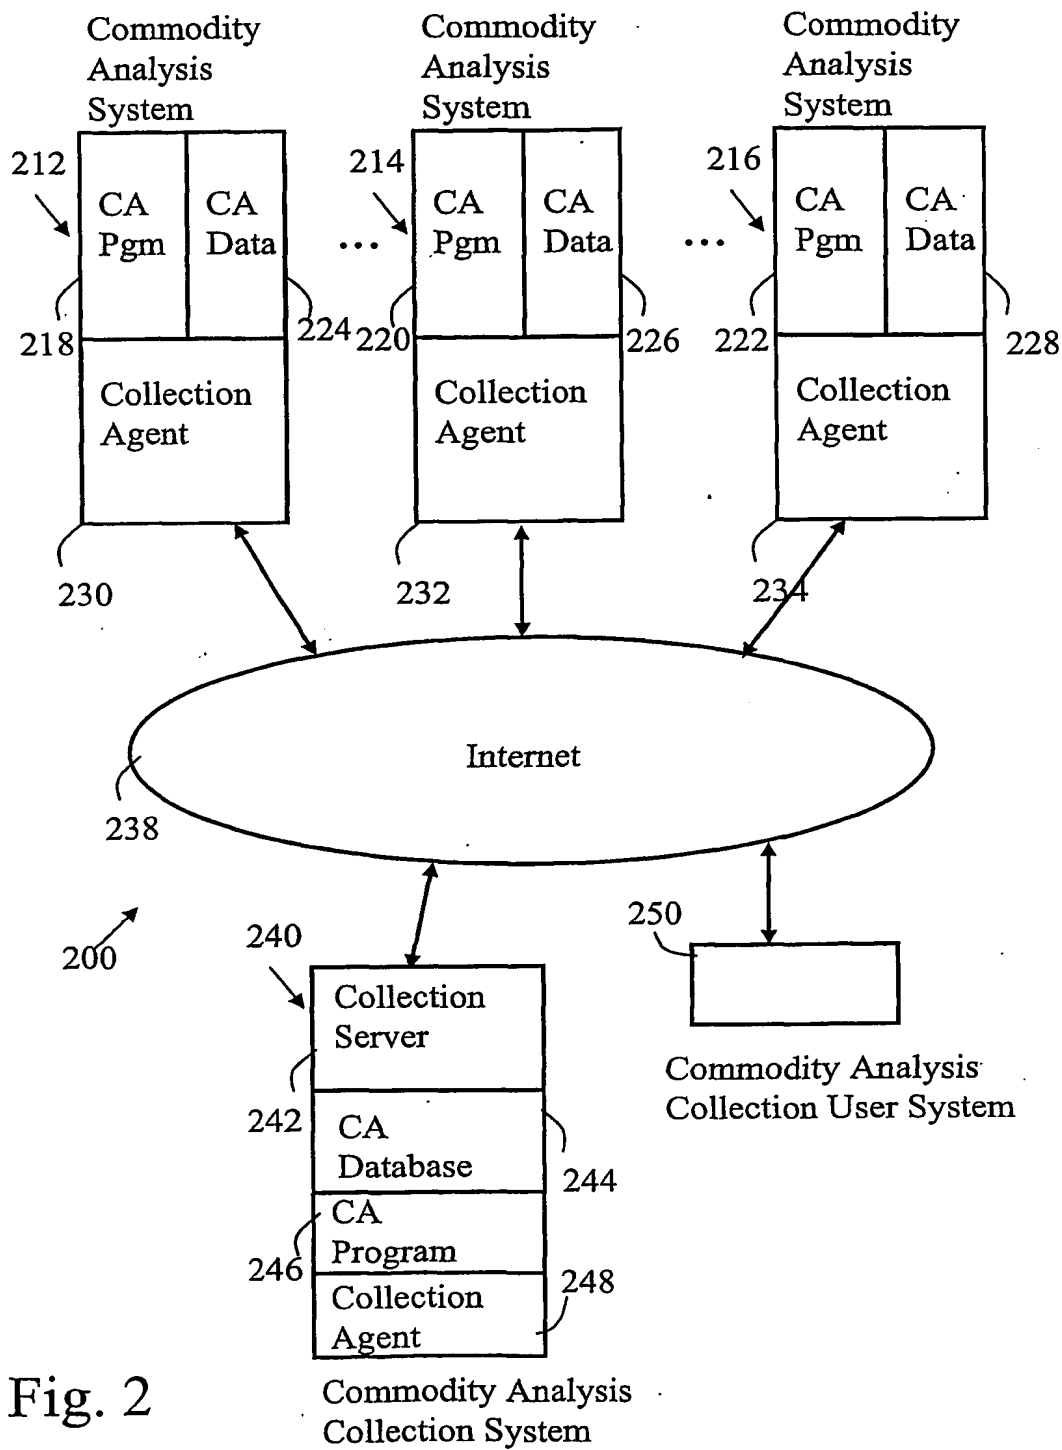 Commodity
Analysis
System
Commodity
Analysis
System
Commodity
Analysis
System
212
214
216
CA
Pgm
CA
Data
...
CA
Pgm
CA
Data
...
CA
Pgm
CA
Data
218
224
220
226
222
228
Collection
Agent
Collection
Agent
Collection
Agent
230
232
234
Internet
238
200
240
250
Collection
Server
242
Commodity Analysis
Collection User System
CA
Database
244
CA
Program
246
248
Collection
Agent
Fig. 2
Commodity Analysis
Collection System